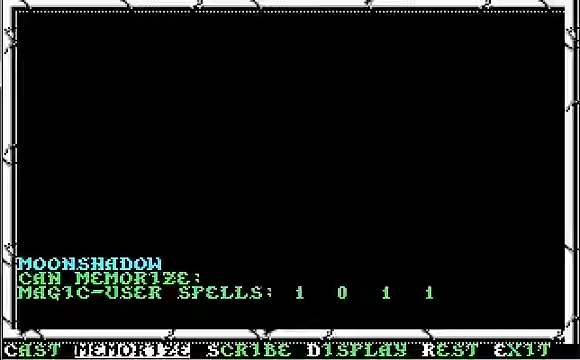 MOONSHADOW
CAN MEMORIZE:
MAGIC-USER SPELLS: 1 0 1 1
CAST MEMORIZE SCRIBE DISPLAY REST EXIT